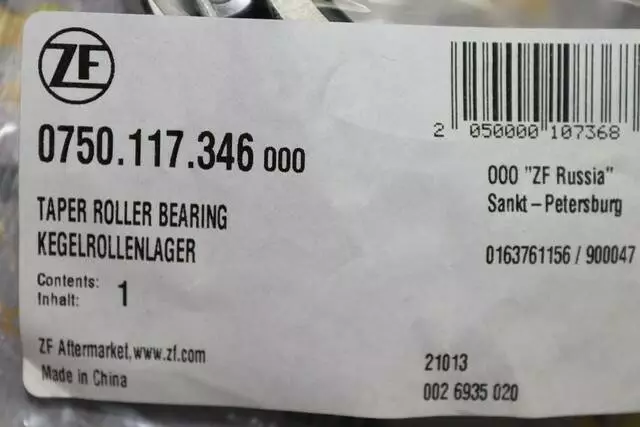 ZF
2 050000 107368
0750.117.346 000
OOO "ZF Russia"
Sankt-Petersburg
TAPER ROLLER BEARING
KEGELROLLENLAGER
0163761156 / 900047
Contents:
Inhalt: 1
ZF Aftermarket, www.zf.com
Made in China
21013
002 6935 020